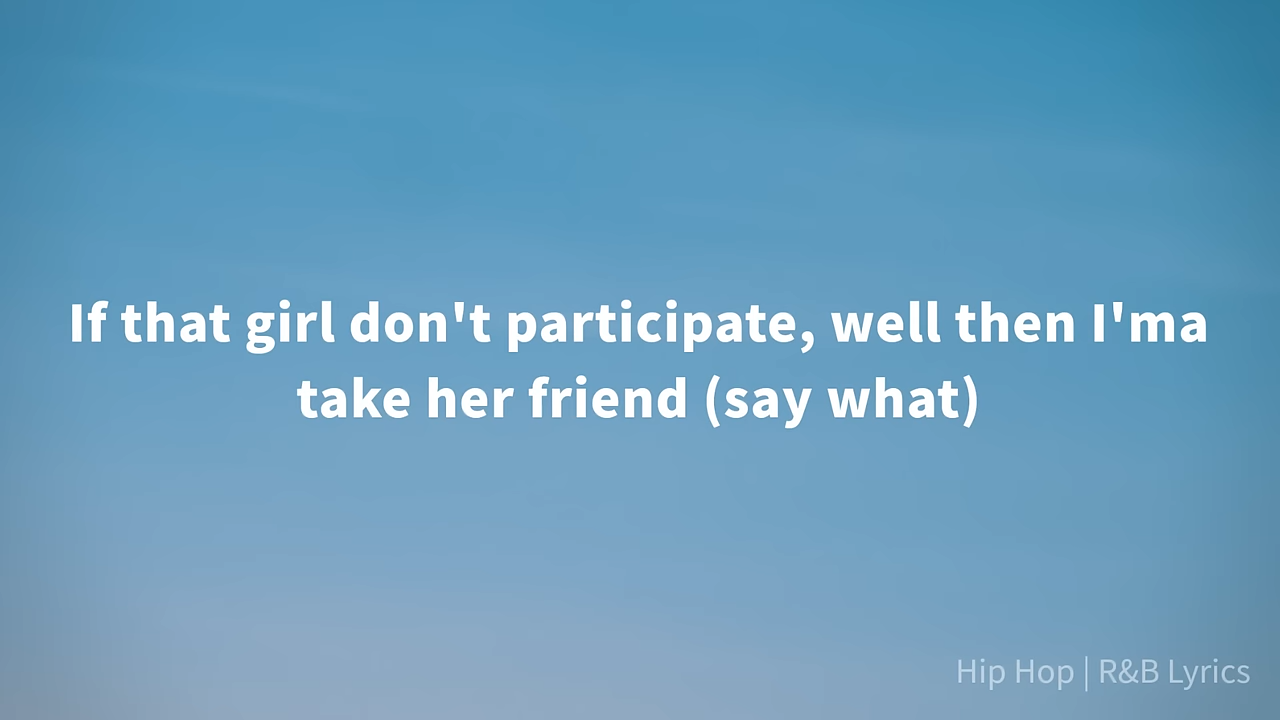 If that girl don't participate, well then I'ma
take her friend (say what)
Hip Hop | R&B Lyrics